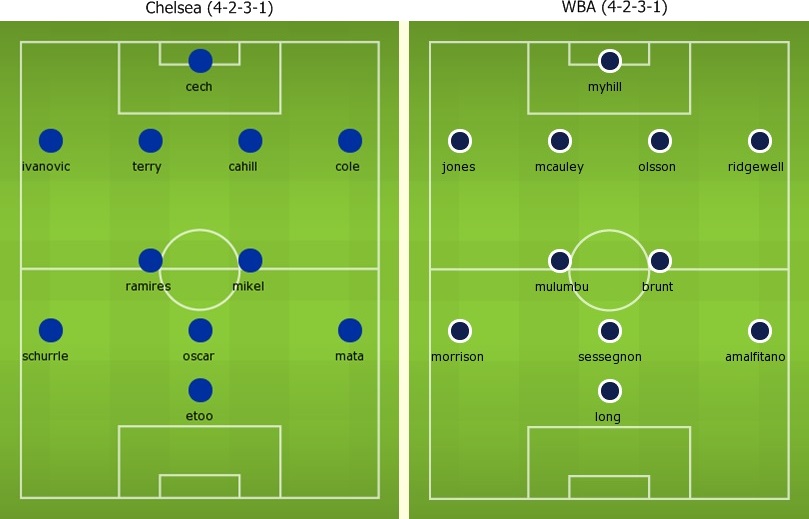 Chelsea (4-2-3-1)
cech
ivanovic terry cahill cole
ramires mikel
schurrle oscar mata
etoo
WBA (4-2-3-1)
myhill
jones mcauley olsson ridgewell
mulumbu brunt
morrison sessegnon amalfitano
long